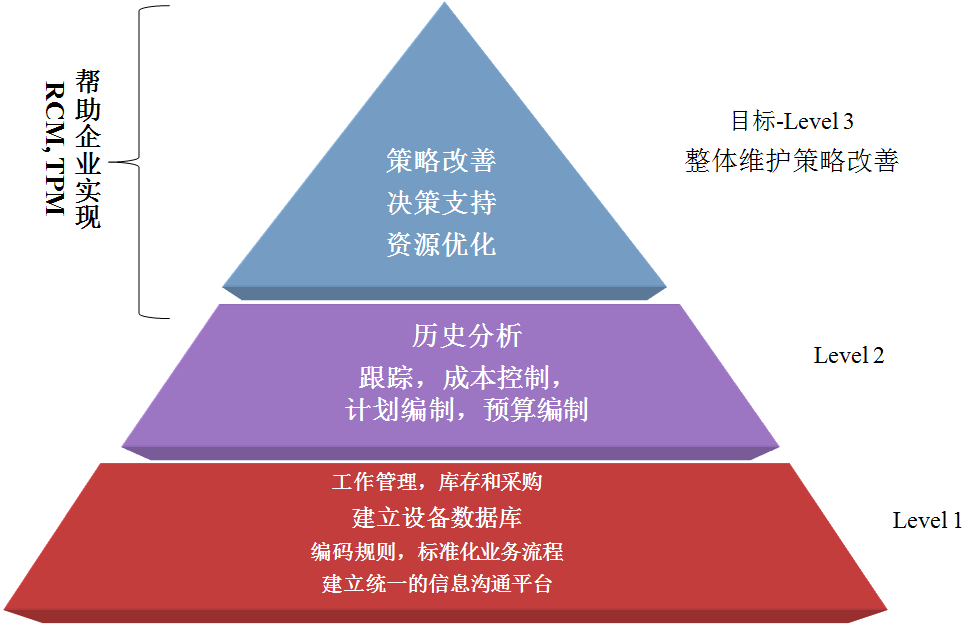 帮助企业实现
RCM, TPM
策略改善
决策支持
资源优化
目标-Level 3
整体维护策略改善
历史分析
跟踪，成本控制，
计划编制，预算编制
Level 2
工作管理，库存和采购
建立设备数据库
编码规则，标准化业务流程
建立统一的信息沟通平台
Level 1